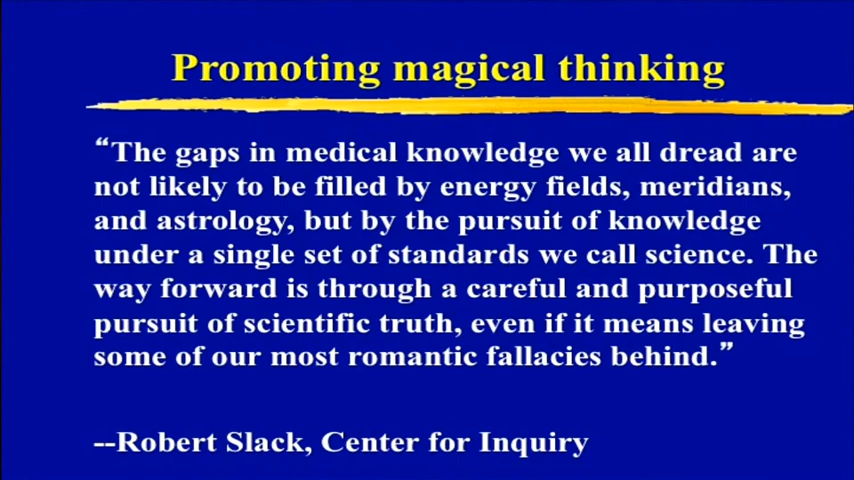 Promoting magical thinking
“The gaps in medical knowledge we all dread are
not likely to be filled by energy fields, meridians,
and astrology, but by the pursuit of knowledge
under a single set of standards we call science. The
way forward is through a careful and purposeful
pursuit of scientific truth, even if it means leaving
some of our most romantic fallacies behind.”
--Robert Slack, Center for Inquiry